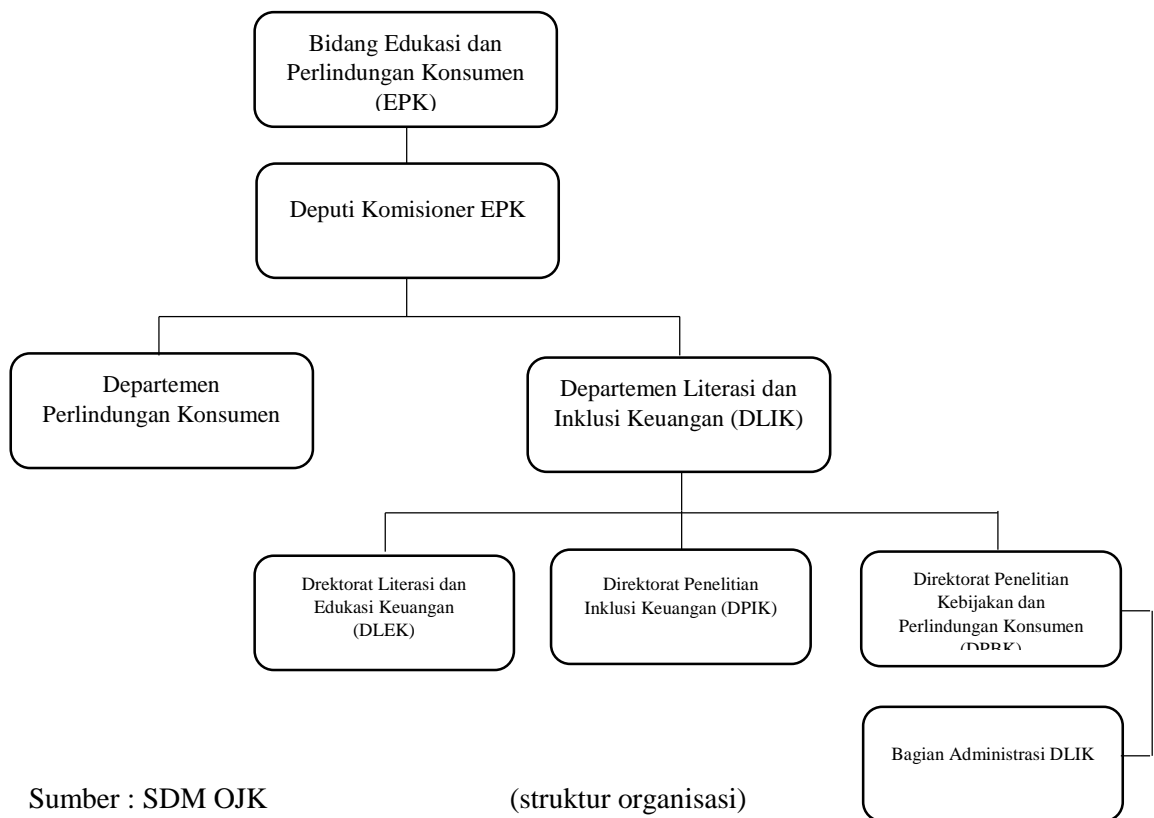 Bidang Edukasi dan
Perlindungan Konsumen
(EPK)
Deputi Komisioner EPK
Departemen
Perlindungan Konsumen
Departemen Literasi dan
Inklusi Keuangan (DLIK)
Drektorat Literasi dan
Edukasi Keuangan
(DLEK)
Direktorat Penelitian
Inklusi Keuangan (DPIK)
Direktorat Penelitian
Kebijakan dan
Perlindungan Konsumen
Bagian Administrasi DLIK
Sumber : SDM OJK (struktur organisasi)